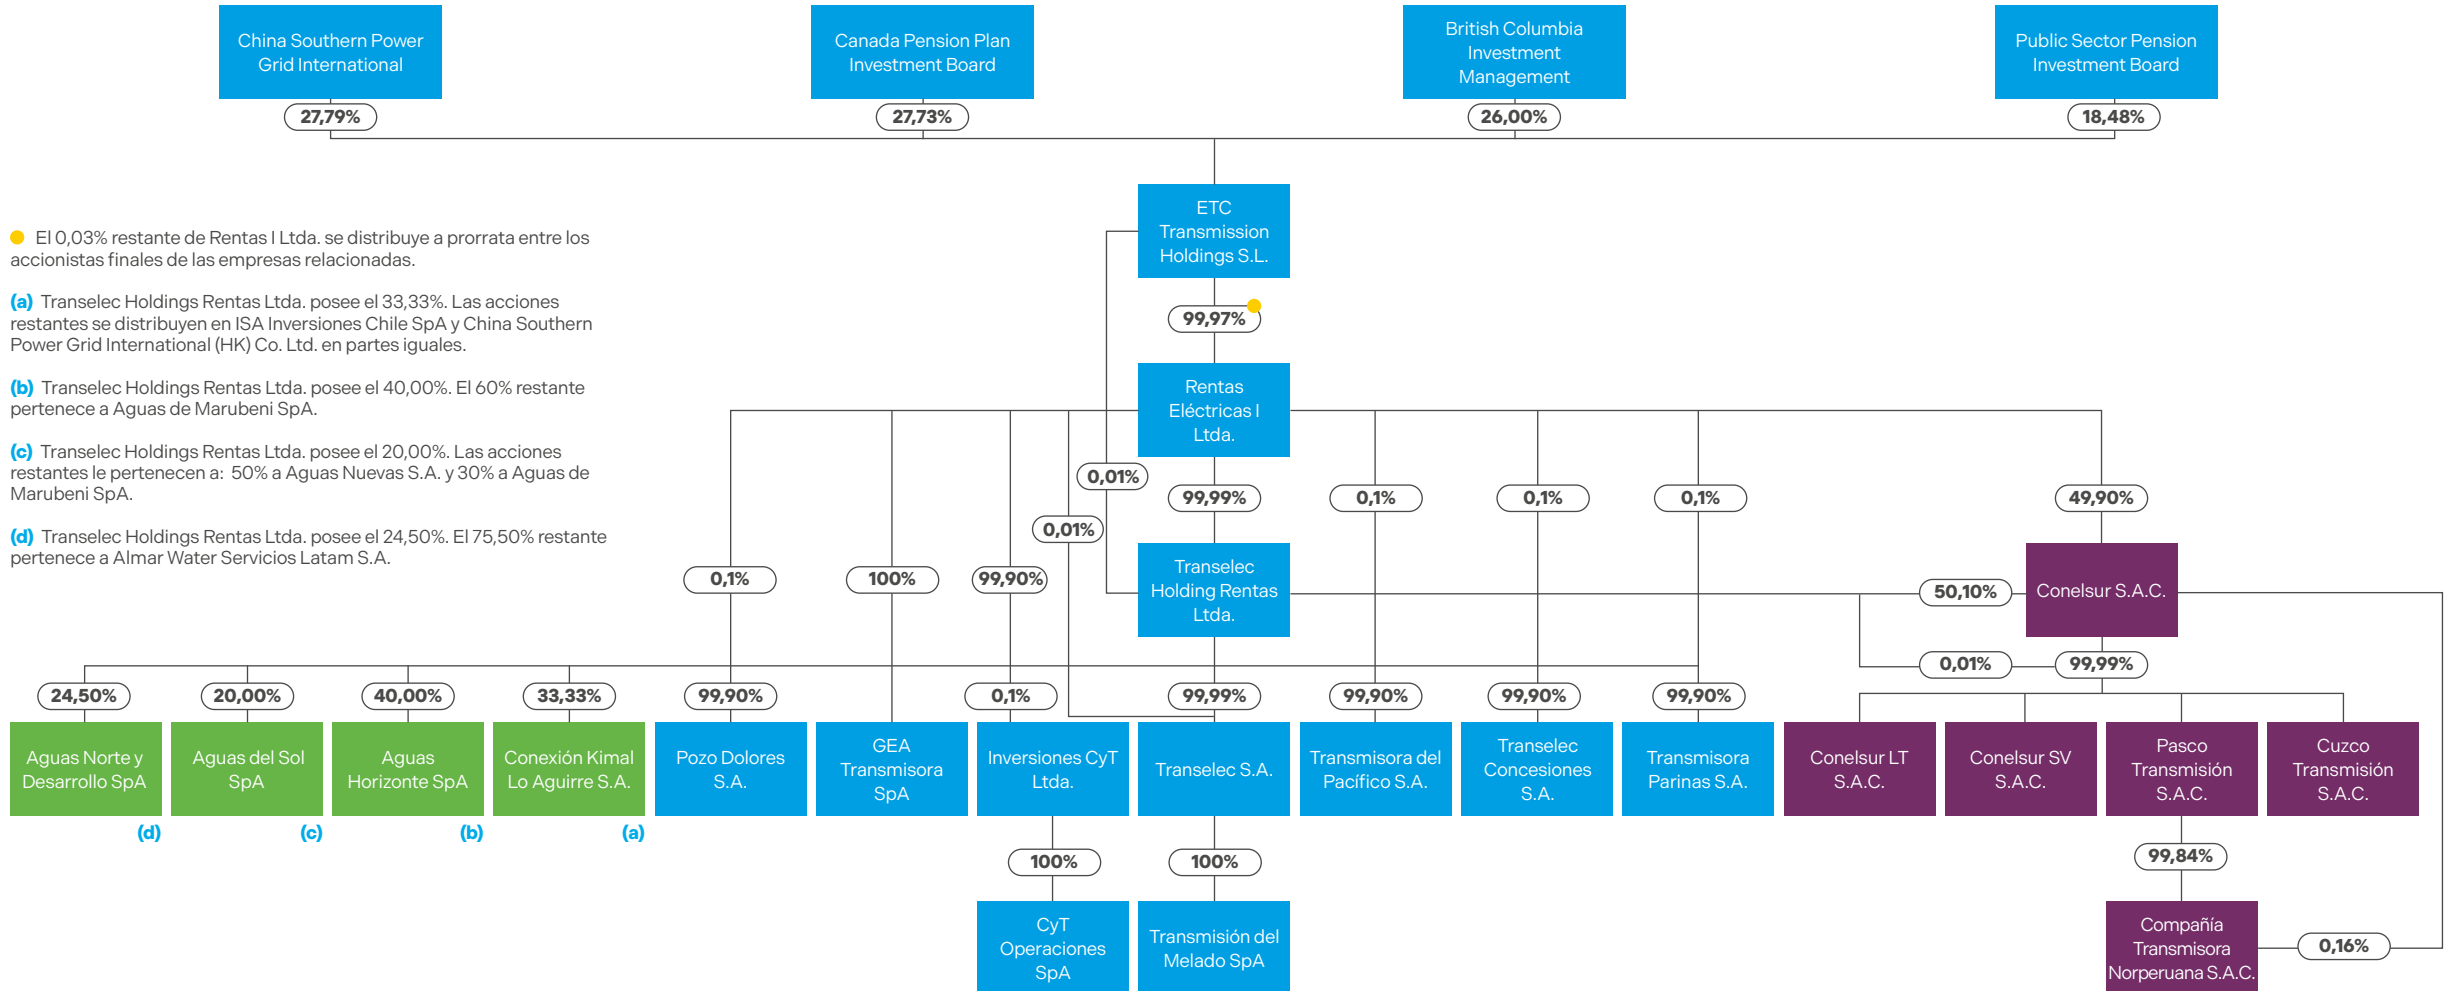 China Southern Power
Grid International
Canada Pension Plan
Investment Board
British Columbia
Investment
Management
Public Sector Pension
Investment Board
27,79%
27,73%
26,00%
18,48%
ETC
Transmission
Holdings S.L.
El 0,03% restante de Rentas I Ltda. se distribuye a prorrata entre los
accionistas finales de las empresas relacionadas.
(a) Transelec Holdings Rentas Ltda. posee el 33,33%. Las acciones
restantes se distribuyen en ISA Inversiones Chile SpA y China Southern
Power Grid International (HK) Co. Ltd. en partes iguales.
(b) Transelec Holdings Rentas Ltda. posee el 40,00%. El 60% restante
pertenece a Aguas de Marubeni SpA.
(c) Transelec Holdings Rentas Ltda. posee el 20,00%. Las acciones
restantes le pertenecen a: 50% a Aguas Nuevas S.A. y 30% a Aguas de
Marubeni SpA.
(d) Transelec Holdings Rentas Ltda. posee el 24,50%. El 75,50% restante
pertenece a Almar Water Servicios Latam S.A.
99,97%
Rentas
Eléctricas I
Ltda.
0,01%
99,99%
0,1%
0,1%
0,1%
49,90%
0,01%
0,1%
100%
99,90%
Transelec
Holding Rentas
Ltda.
50,10%
Conelsur S.A.C.
0,01%
99,99%
24,50%
20,00%
40,00%
33,33%
99,90%
0,1%
99,99%
99,90%
99,90%
99,90%
Aguas Norte y
Desarrollo SpA
Aguas del Sol
SpA
Aguas
Horizonte SpA
Conexión Kimal
Lo Aguirre S.A.
Pozo Dolores
S.A.
GEA
Transmisora
SpA
Inversiones CyT
Ltda.
Transelec S.A.
Transmisora del
Pacífico S.A.
Transelec
Concesiones
S.A.
Transmisora
Parinas S.A.
Conelsur LT
S.A.C.
Conelsur SV
S.A.C.
Pasco
Transmisión
S.A.C.
Cuzco
Transmisión
S.A.C.
(d)
(c)
(b)
(a)
100%
100%
99,84%
CyT
Operaciones
SpA
Transmisión del
Melado SpA
Compañía
Transmisora
Norperuana S.A.C.
0,16%